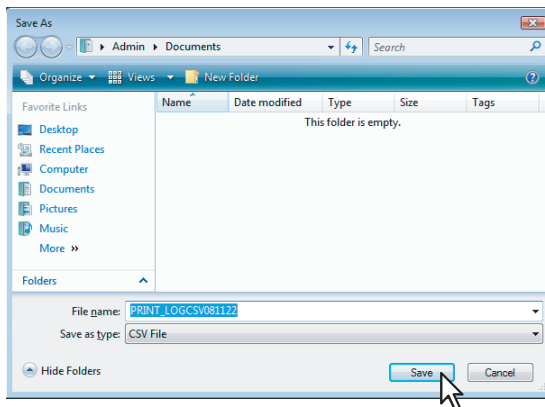 Save As
Admin Documents Search
Organize Views New Folder
Favorite Links
Name Date modified Type Size Tags
This folder is empty.
Desktop
Recent Places
Computer
Documents
Pictures
Music
More »
Folders
File name: PRINT_LOGCSV081122
Save as type: CSV File
Hide Folders Save Cancel